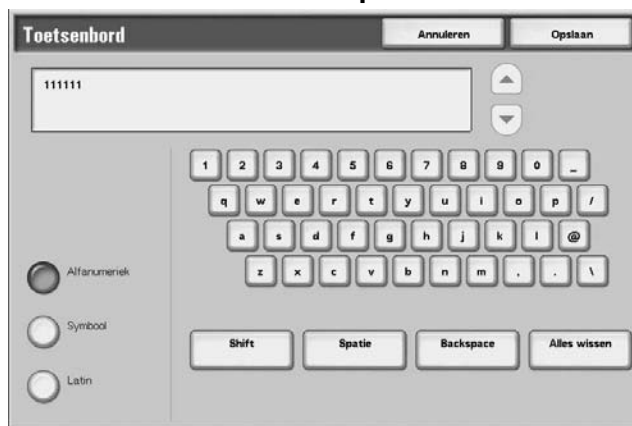 Toetsenbord Annuleren Opslaan
111111
1 2 3 4 5 6 7 8 9 0 _
q w e r t y u i o p /
a s d f g h j k l @
z x c v b n m , . \
Alfanumeriek
Symbool
Shift Spatie Backspace Alles wissen
Latin